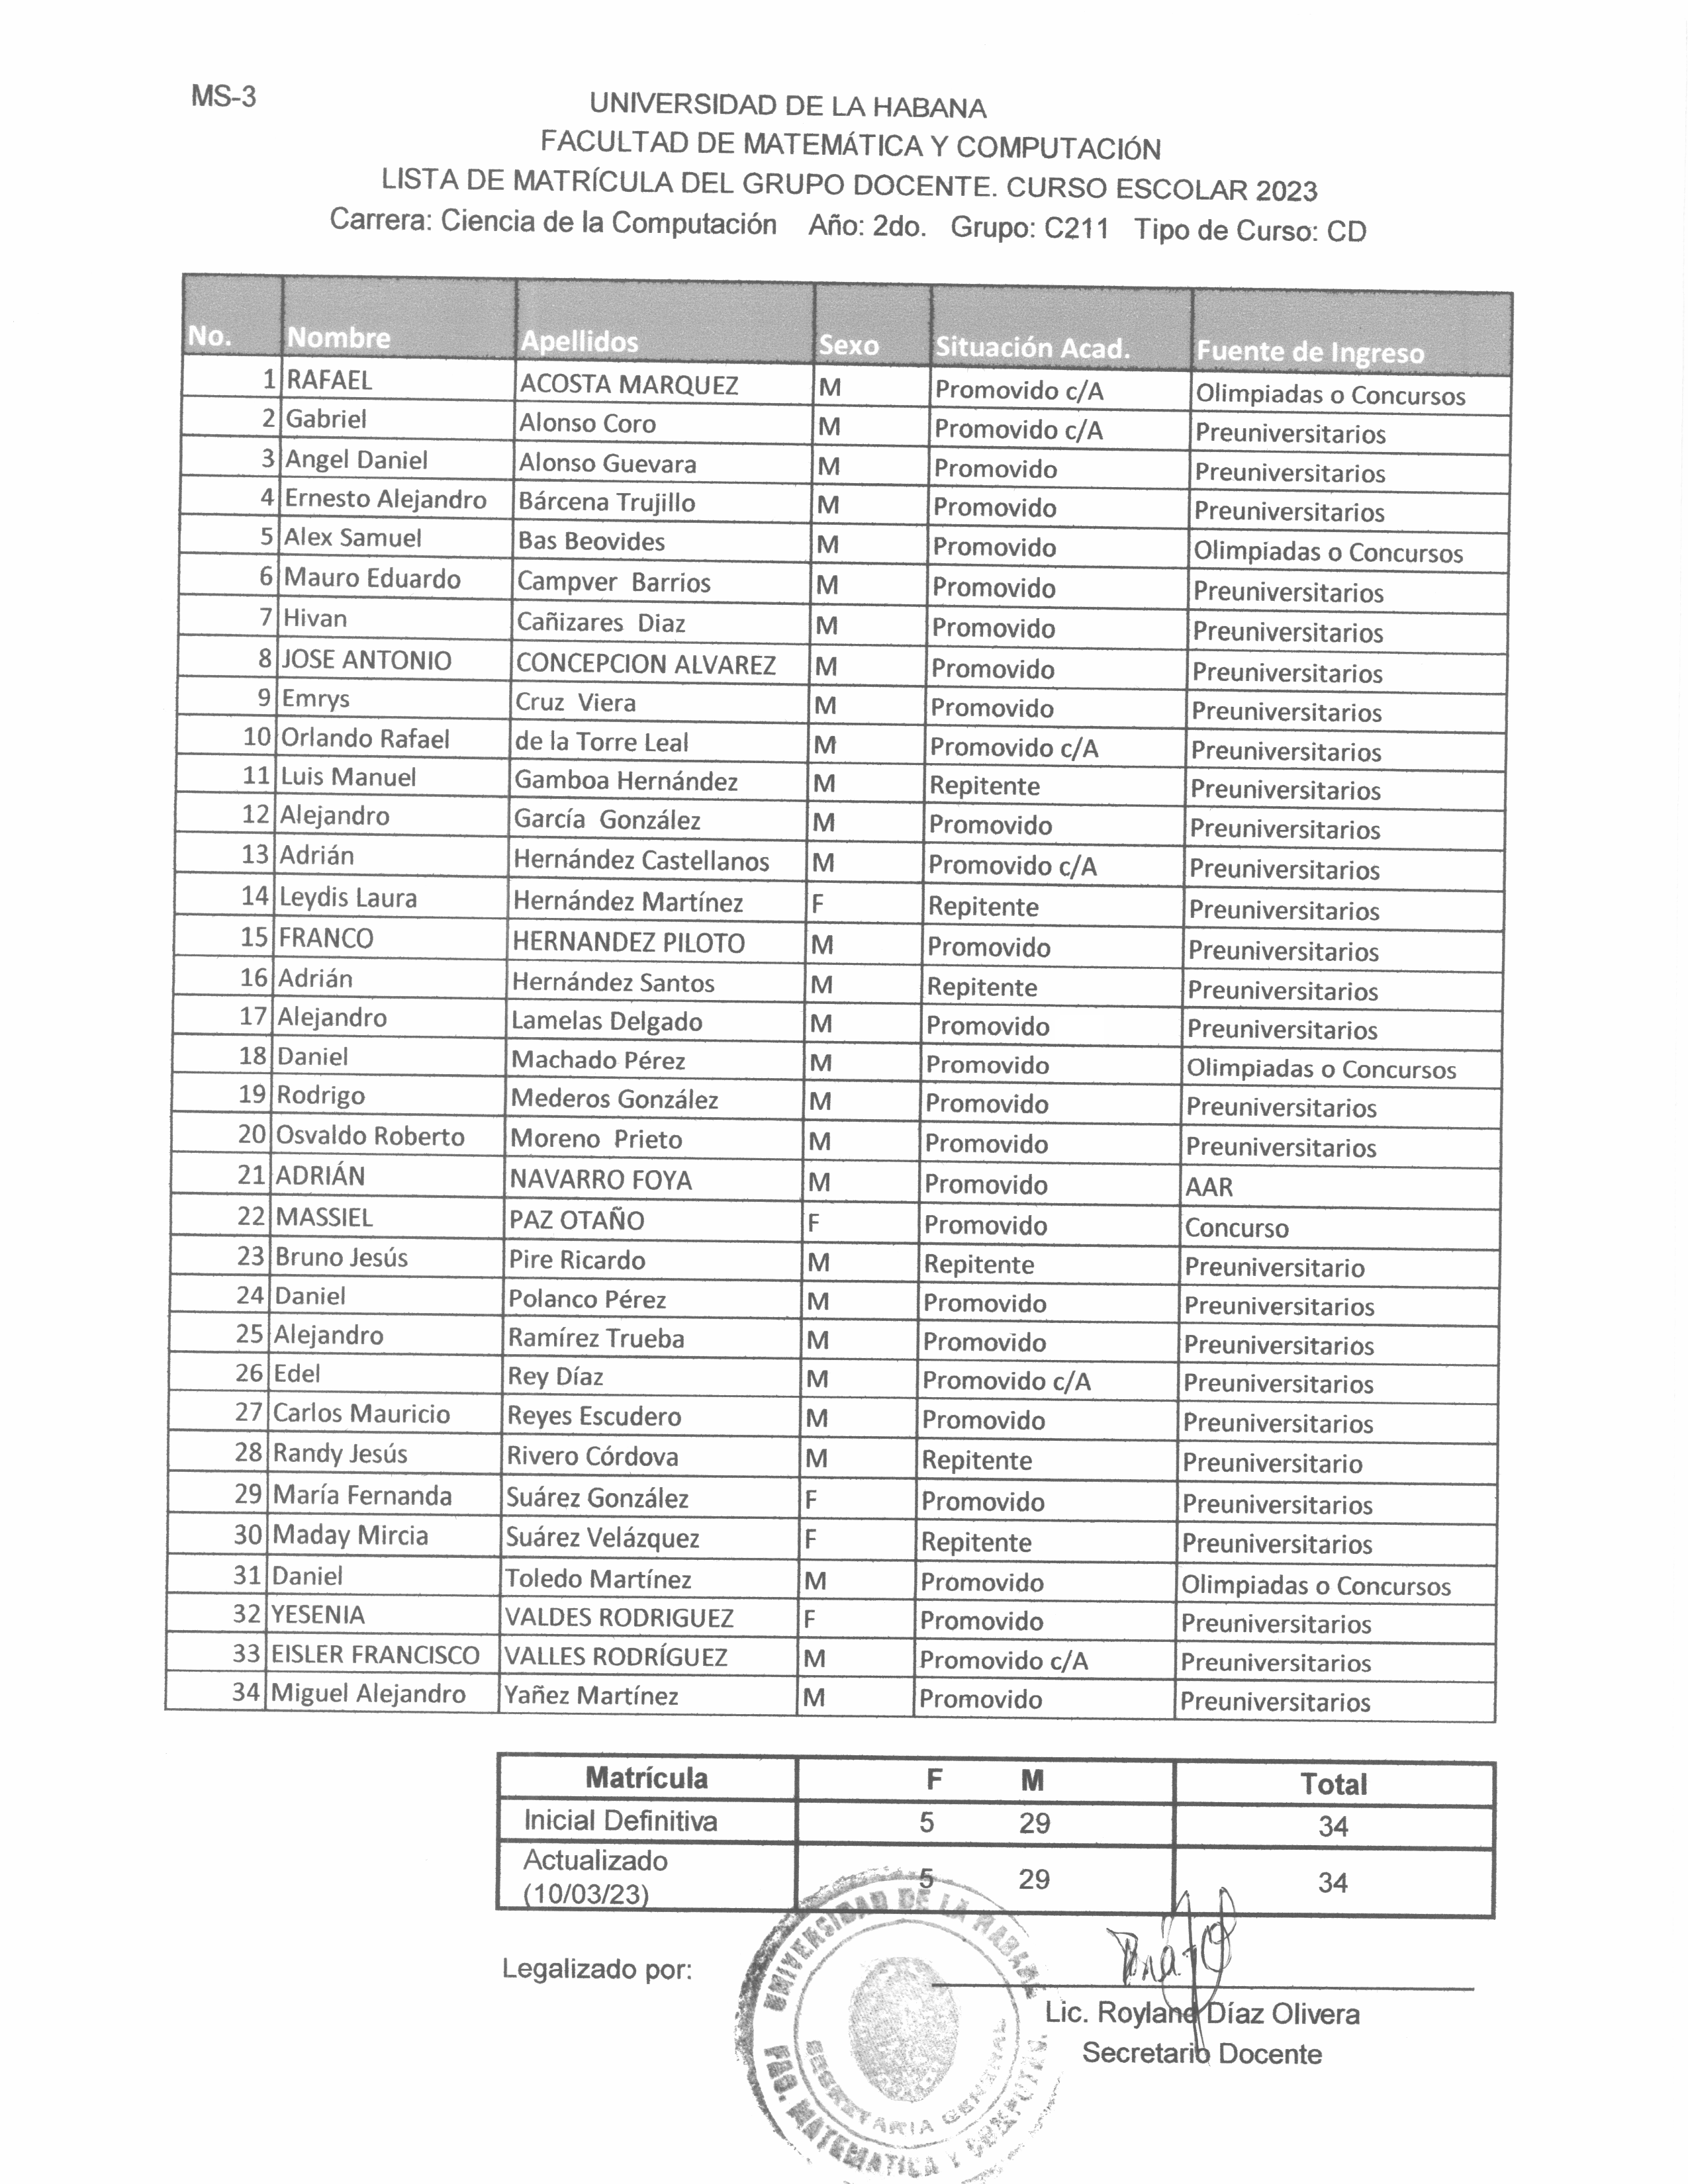 MS-3
UNIVERSIDAD DE LA HABANA
FACULTAD DE MATEMÁTICA Y COMPUTACIÓN
LISTA DE MATRÍCULA DEL GRUPO DOCENTE. CURSO ESCOLAR 2023
Carrera: Ciencia de la Computación Año: 2do. Grupo: C211 Tipo de Curso: CD
No. Nombre Apellidos Sexo Situación Acad. Fuente de Ingreso
1 RAFAEL ACOSTA MARQUEZ M Promovido c/A Olimpiadas o Concursos
2 Gabriel Alonso Coro M Promovido c/A Preuniversitarios
3 Angel Daniel Alonso Guevara M Promovido Preuniversitarios
4 Ernesto Alejandro Bárcena Trujillo M Promovido Preuniversitarios
5 Alex Samuel Bas Beovides M Promovido Olimpiadas o Concursos
6 Mauro Eduardo Campver Barrios M Promovido Preuniversitarios
7 Hivan Cañizares Diaz M Promovido Preuniversitarios
8 JOSE ANTONIO CONCEPCION ALVAREZ M Promovido Preuniversitarios
9 Emrys Cruz Viera M Promovido Preuniversitarios
10 Orlando Rafael de la Torre Leal M Promovido c/A Preuniversitarios
11 Luis Manuel Gamboa Hernández M Repitente Preuniversitarios
12 Alejandro García González M Promovido Preuniversitarios
13 Adrián Hernández Castellanos M Promovido c/A Preuniversitarios
14 Leydis Laura Hernández Martínez F Repitente Preuniversitarios
15 FRANCO HERNANDEZ PILOTO M Promovido Preuniversitarios
16 Adrián Hernández Santos M Repitente Preuniversitarios
17 Alejandro Lamelas Delgado M Promovido Preuniversitarios
18 Daniel Machado Pérez M Promovido Olimpiadas o Concursos
19 Rodrigo Mederos González M Promovido Preuniversitarios
20 Osvaldo Roberto Moreno Prieto M Promovido Preuniversitarios
21 ADRIÁN NAVARRO FOYA M Promovido AAR
22 MASSIEL PAZ OTAÑO F Promovido Concurso
23 Bruno Jesús Pire Ricardo M Repitente Preuniversitario
24 Daniel Polanco Pérez M Promovido Preuniversitarios
25 Alejandro Ramírez Trueba M Promovido Preuniversitarios
26 Edel Rey Díaz M Promovido c/A Preuniversitarios
27 Carlos Mauricio Reyes Escudero M Promovido Preuniversitarios
28 Randy Jesús Rivero Córdova M Repitente Preuniversitario
29 María Fernanda Suárez González F Promovido Preuniversitarios
30 Maday Mircia Suárez Velázquez F Repitente Preuniversitarios
31 Daniel Toledo Martínez M Promovido Olimpiadas o Concursos
32 YESENIA VALDES RODRIGUEZ F Promovido Preuniversitarios
33 EISLER FRANCISCO VALLES RODRÍGUEZ M Promovido c/A Preuniversitarios
34 Miguel Alejandro Yañez Martínez M Promovido Preuniversitarios
Matrícula F M Total
Inicial Definitiva 5 29 34
Actualizado
(10/03/23) 5 29 34
UNIVERSIDAD DE LA HABANA
FAC. MATEMATICA Y COMPUTAC.
SECRETARIA GENERAL
Legalizado por:
Lic. Royland Díaz Olivera
Secretario Docente